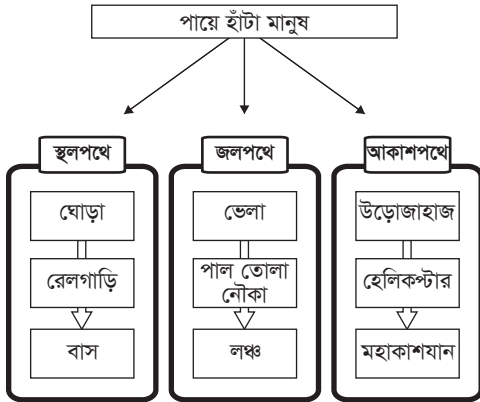 পায়ে হাঁটা মানুষ
স্থলপথে
ঘোড়া
রেলগাড়ি
বাস
জলপথে
ভেলা
পাল তোলা
নৌকা
লঞ্চ
আকাশপথে
উড়োজাহাজ
হেলিকপ্টার
মহাকাশযান